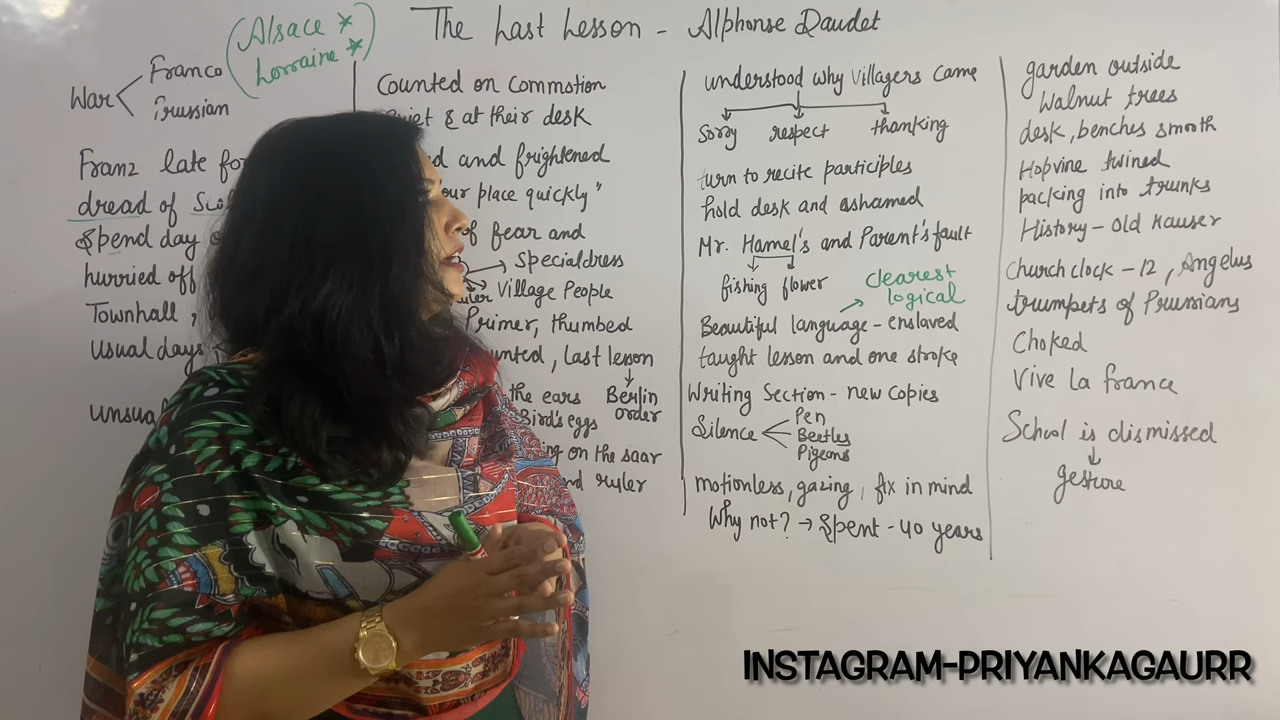 The Last Lesson - Alphonse Daudet
(Alsace *
Lorraine *)
War < Franco
Prussian
Franz late for
dread of
Spend day
hurried off
Townhall,
Usual days
unsual
Counted on Commotion
quiet & at their desk
and frightened
our place quickly"
of fear and
Specialdress
Village People
Primer, thumbed
last lesson
the ears Berlin
order
Bird's eggs
on the saar
ruler
understood why Villagers Came
Sorry respect thanking
turn to recite participles
hold desk and ashamed
Mr. Hamel's and Parent's fault
fishing flower
clearest
logical
Beautiful language - enslaved
taught lesson and one stroke
Writing Section - new Copies
Silence < Pen
Beetles
Pigeons
motionless, gazing, fix in mind
Why not? → Spent - 40 years
garden outside
Walnut trees
desk, benches smooth
Hopvine twined
packing into trunks
History - old Hauser
Church clock - 12, Angelus
trumpets of Prussians
Choked
Vive la france
School is dismissed
gesture
INSTAGRAM-PRIYANKAGAURR